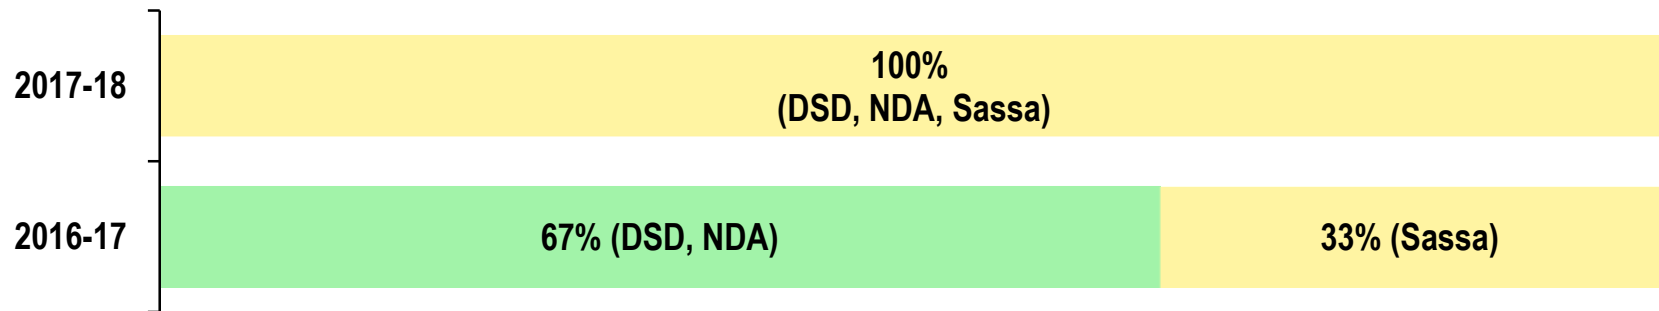 2017-18
100%
(DSD, NDA, Sassa)
2016-17
67% (DSD, NDA)
33% (Sassa)